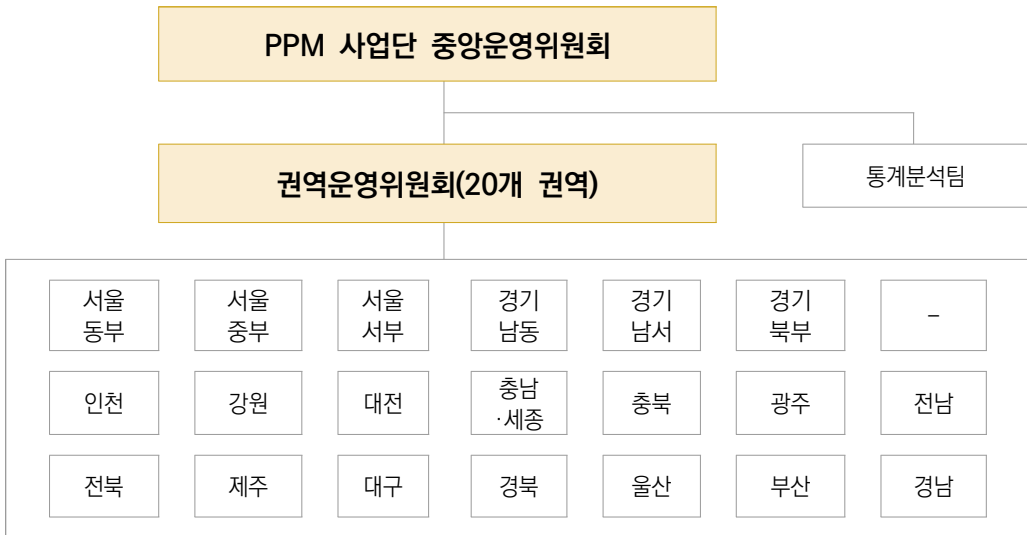 PPM 사업단 중앙운영위원회
권역운영위원회(20개 권역)
통계분석팀
서울
동부
서울
중부
서울
서부
경기
남동
경기
남서
경기
북부
–
인천
강원
대전
충남
·세종
충북
광주
전남
전북
제주
대구
경북
울산
부산
경남